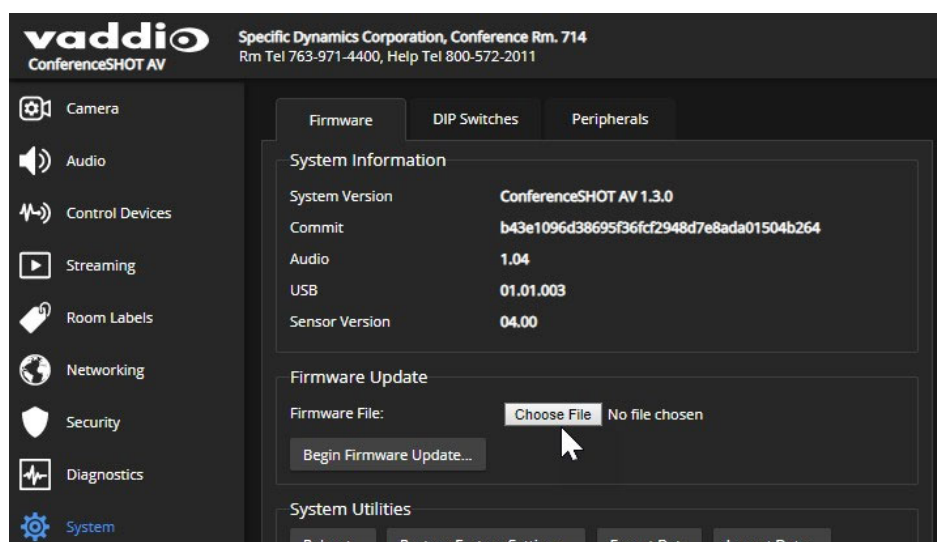 vaddio
ConferenceSHOT AV
Specific Dynamics Corporation, Conference Rm. 714
Rm Tel 763-971-4400, Help Tel 800-572-2011
Camera
Audio
Control Devices
Streaming
Room Labels
Networking
Security
Diagnostics
System
Firmware DIP Switches Peripherals
System Information
System Version ConferenceSHOT AV 1.3.0
Commit b43e1096d38695f36fcf2948d7e8ada01504b264
Audio 1.04
USB 01.01.003
Sensor Version 04.00
Firmware Update
Firmware File: Choose File No file chosen
Begin Firmware Update...
System Utilities